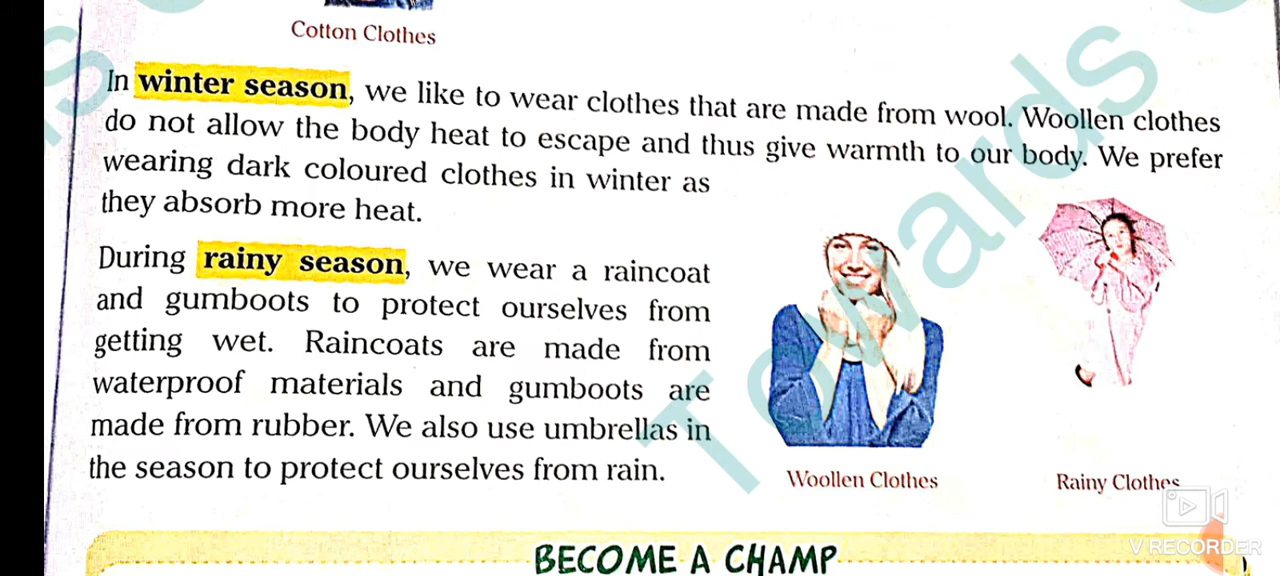 Cotton Clothes
In winter season, we like to wear clothes that are made from wool. Woollen clothes
do not allow the body heat to escape and thus give warmth to our body. We prefer
wearing dark coloured clothes in winter as
they absorb more heat.
During rainy season, we wear a raincoat
and gumboots to protect ourselves from
getting wet. Raincoats are made from
waterproof materials and gumboots are
made from rubber. We also use umbrellas in
the season to protect ourselves from rain.
Woollen Clothes
Rainy Clothes
Towards
V RECORDER
BECOME A CHAMP